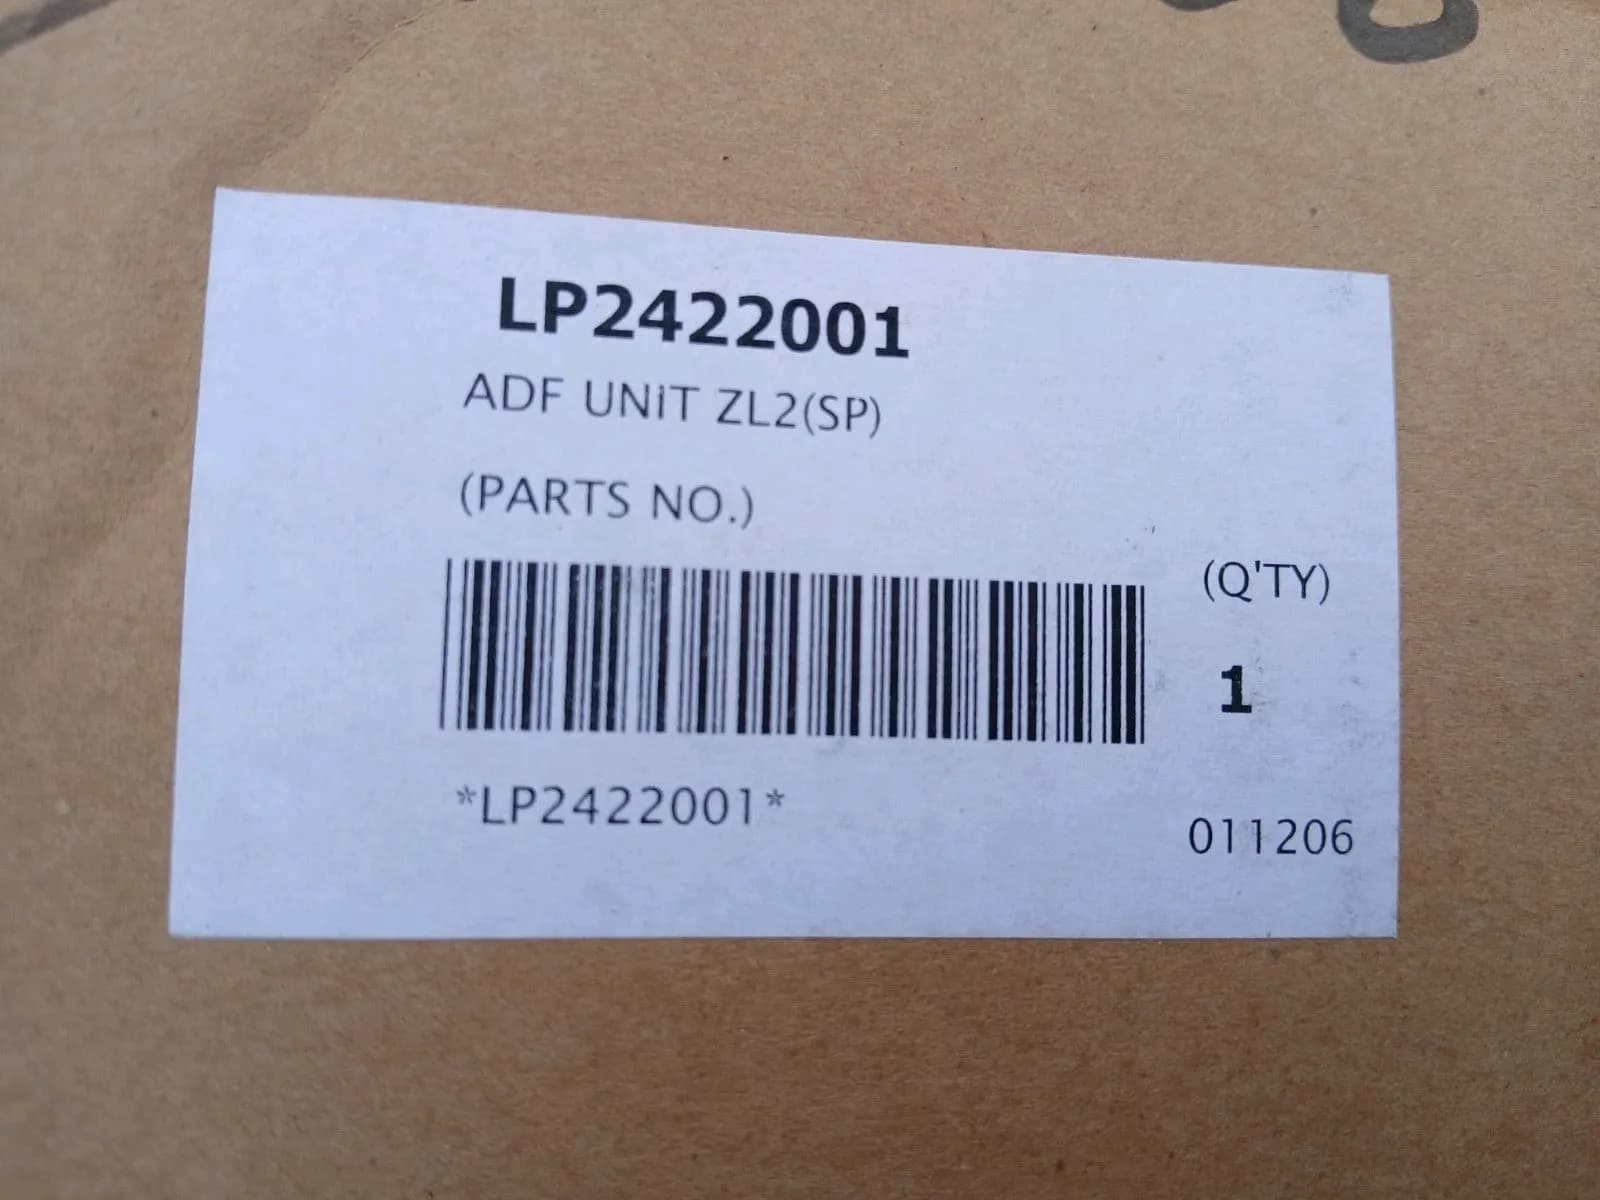 LP2422001
ADF UNiT ZL2(SP)
(PARTS NO.)
(Q'TY)
1
*LP2422001*
011206